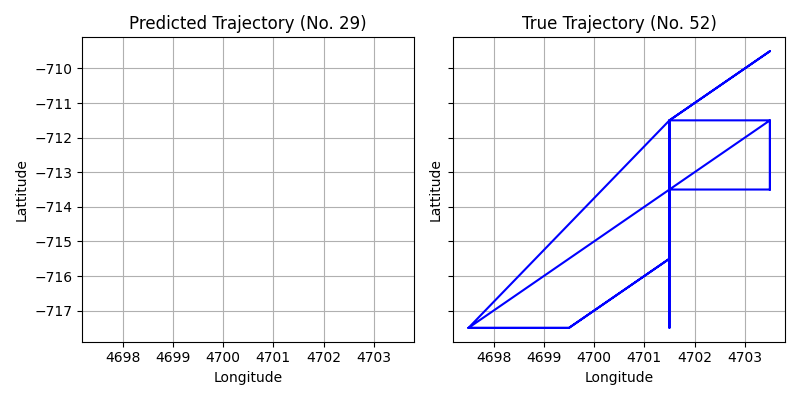 Predicted Trajectory (No. 29)
True Trajectory (No. 52)
Lattitude
−710
−711
−712
−713
−714
−715
−716
−717
4698 4699 4700 4701 4702 4703
Longitude
Lattitude
4698 4699 4700 4701 4702 4703
Longitude